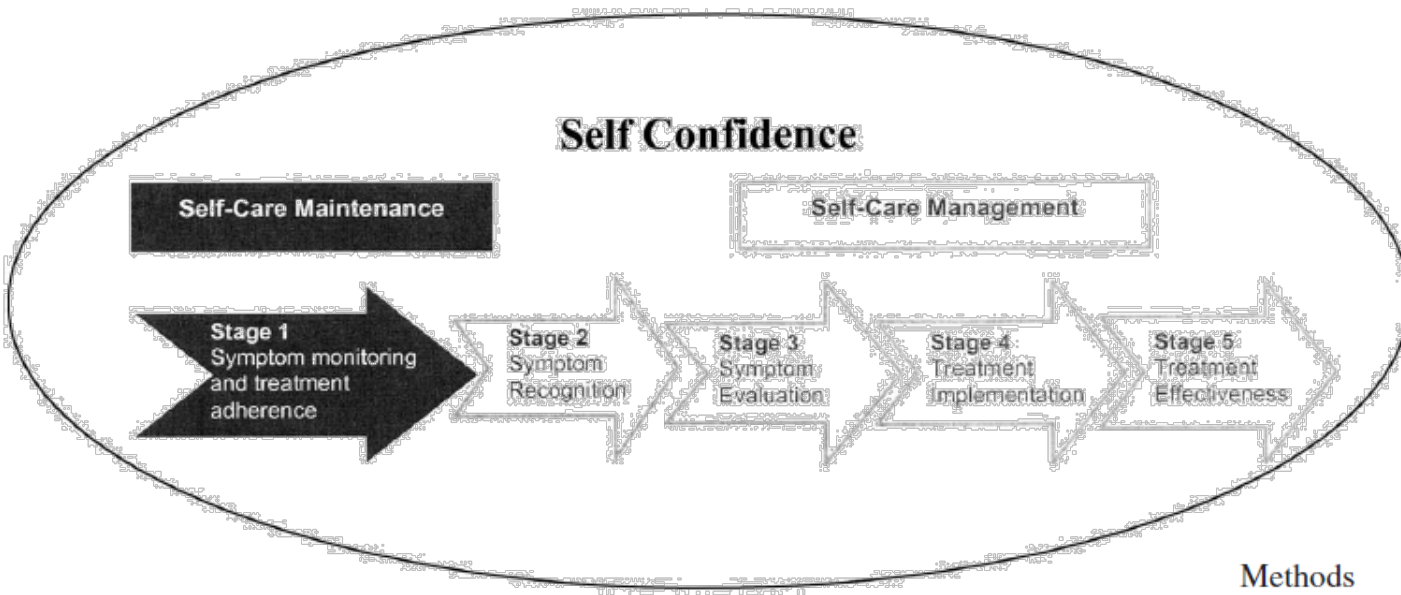 Self Confidence
Self-Care Maintenance
Self-Care Management
Stage 1
Symptom monitoring
and treatment
adherence
Stage 2
Symptom
Recognition
Stage 3
Symptom
Evaluation
Stage 4
Treatment
Implementation
Stage 5
Treatment
Effectiveness
Methods